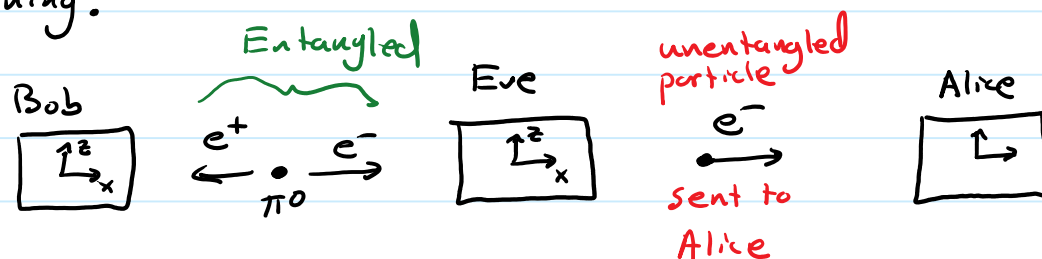 Entangled
unentangled
particle
Bob
Eve
Alice
z
x
e⁺
π⁰
e⁻
z
x
e⁻
sent to
Alice